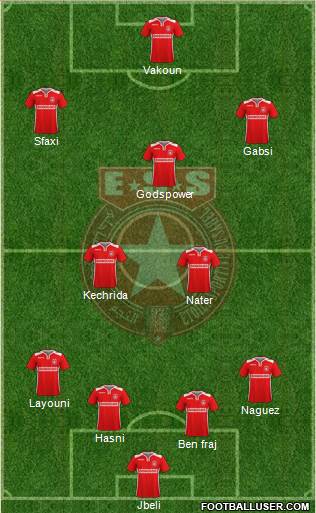 Vakoun
Sfaxi
Gabsi
Godspower
E S S
Kechrida
Nater
Layouni
Naguez
Hasni
Ben fraj
Jbeli
FOOTBALLUSER.COM